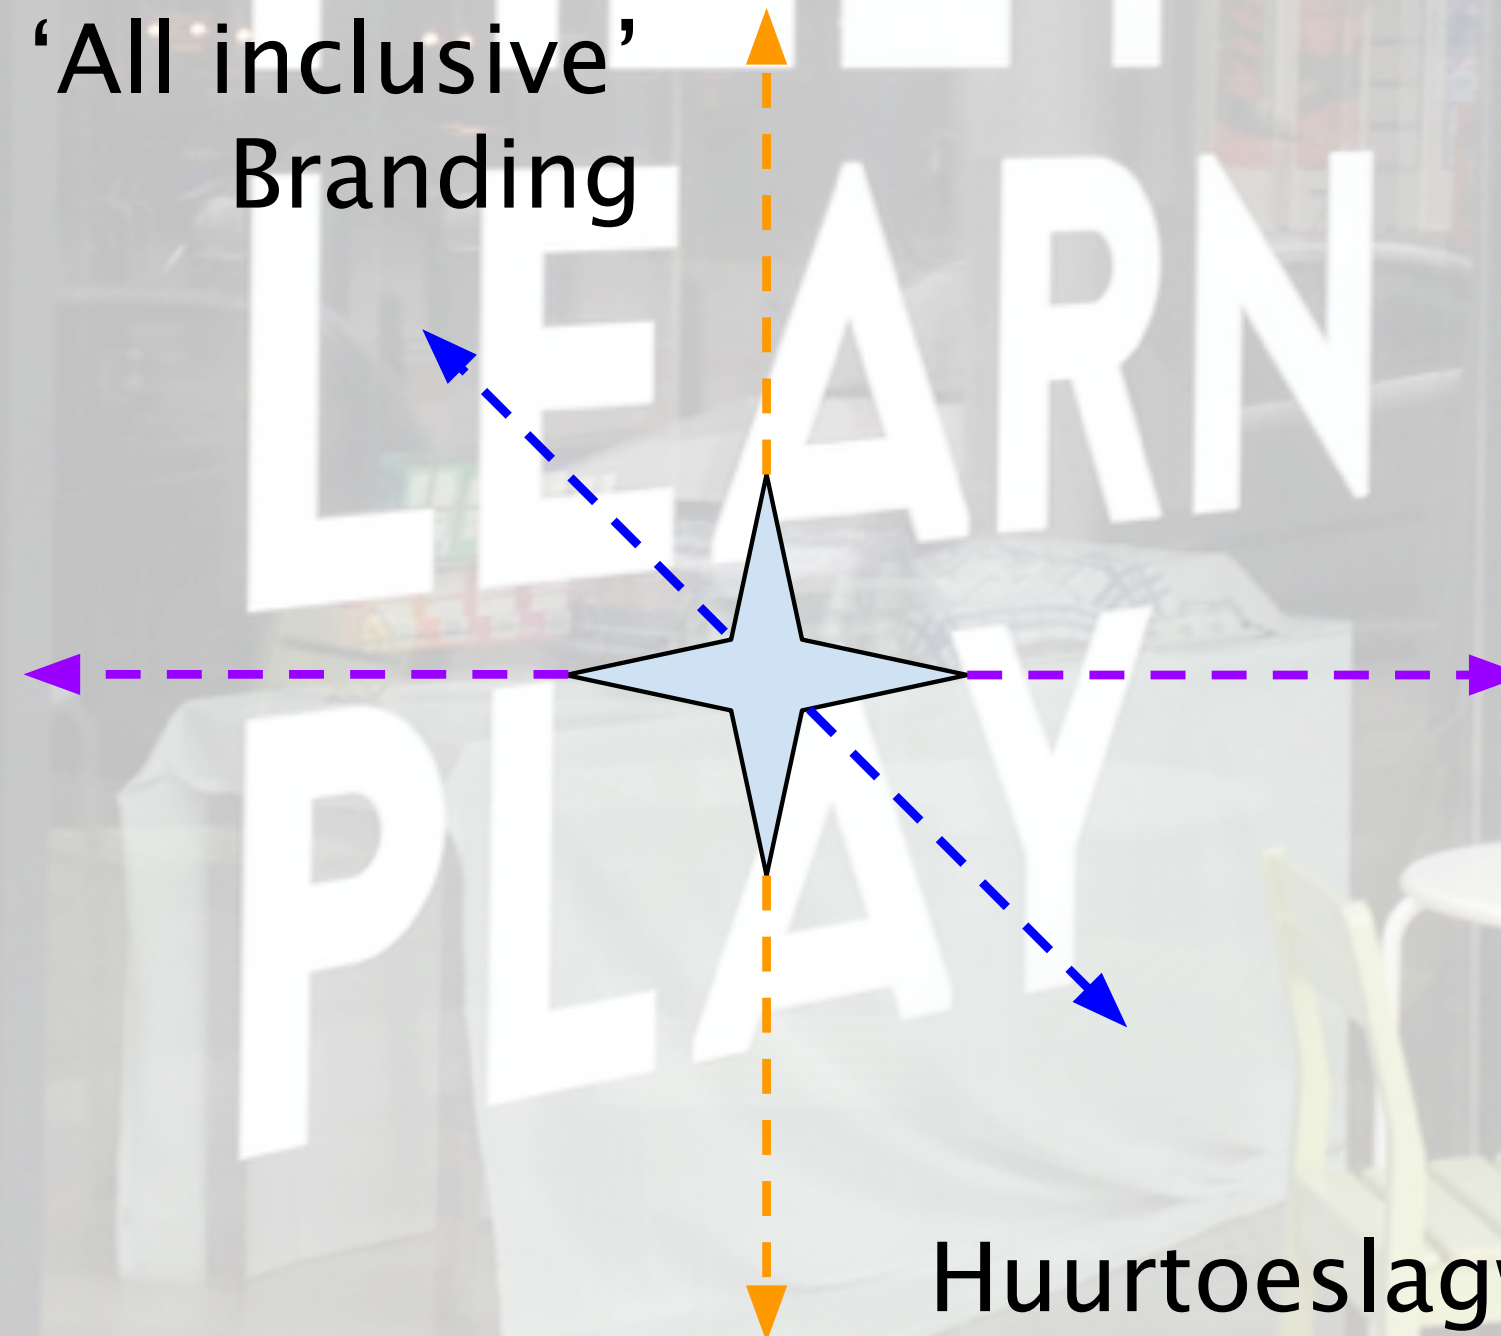 ‘All inclusive’
Branding
LEARN
PLAY
Huurtoeslag